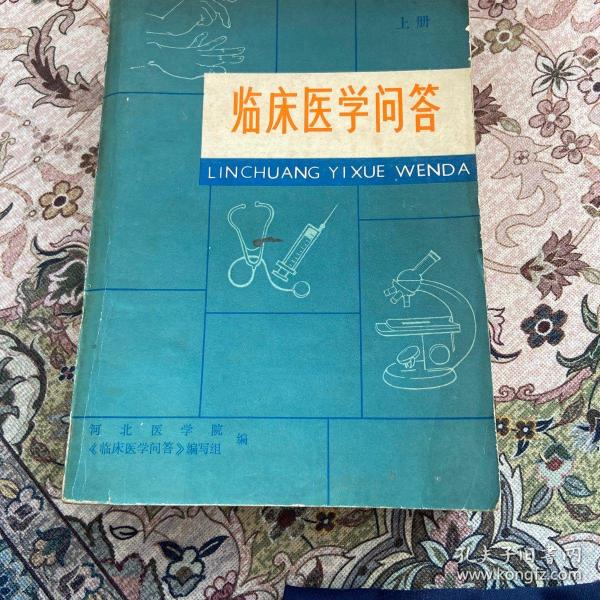 上册
临床医学问答
LINCHUANG YIXUE WENDA
河北医学院
《临床医学问答》编写组 编
孔夫子旧书网
www.kongfz.com